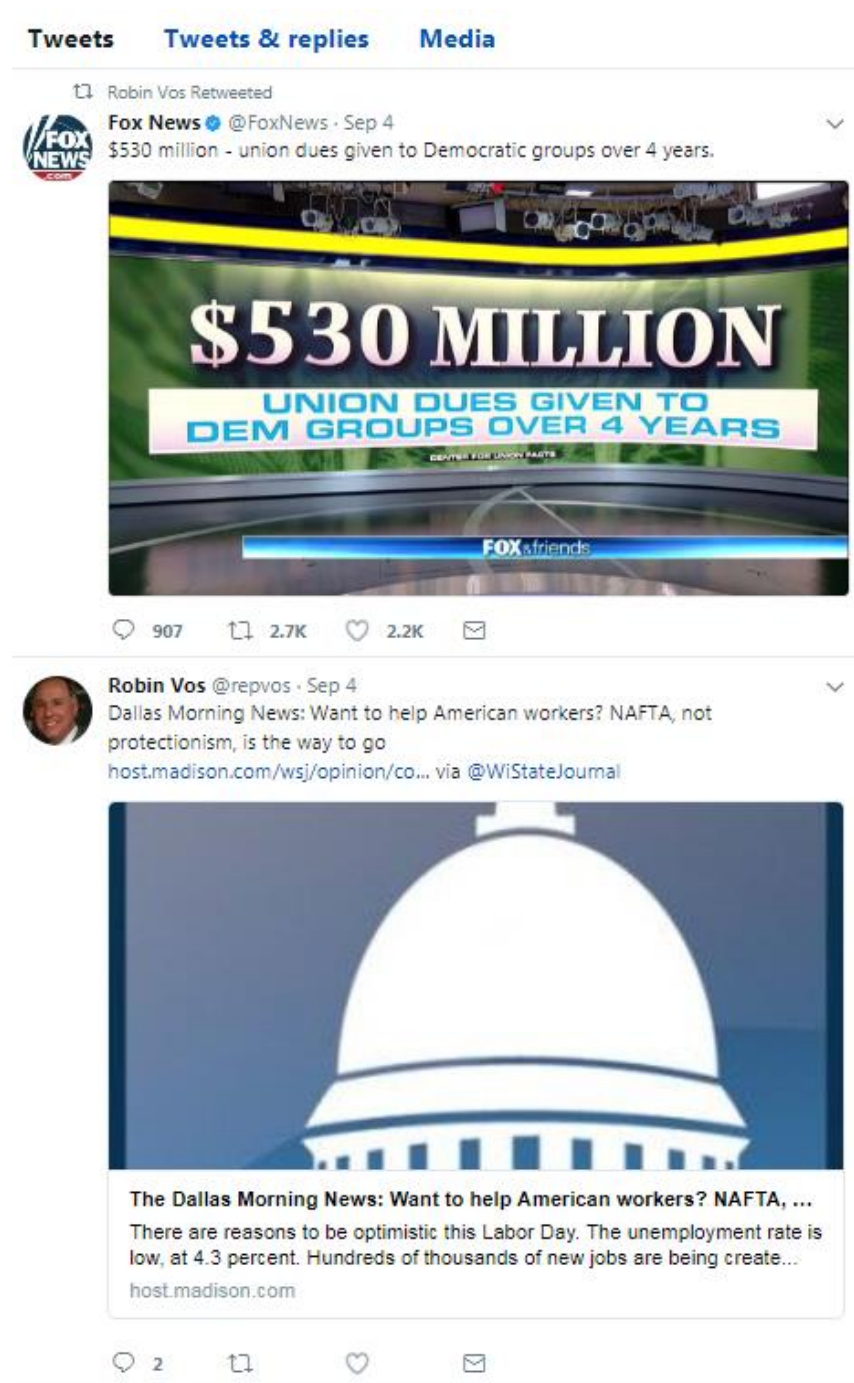 Tweets Tweets & replies Media
Robin Vos Retweeted
Fox News @FoxNews · Sep 4
$530 million - union dues given to Democratic groups over 4 years.
FOX
NEWS
.com
$530 MILLION
UNION DUES GIVEN TO
DEM GROUPS OVER 4 YEARS
CENTER FOR UNION FACTS
FOX&friends
907 2.7K 2.2K
Robin Vos @repvos · Sep 4
Dallas Morning News: Want to help American workers? NAFTA, not
protectionism, is the way to go
host.madison.com/wsj/opinion/co... via @WiStateJournal
The Dallas Morning News: Want to help American workers? NAFTA, ...
There are reasons to be optimistic this Labor Day. The unemployment rate is
low, at 4.3 percent. Hundreds of thousands of new jobs are being create...
host.madison.com
2